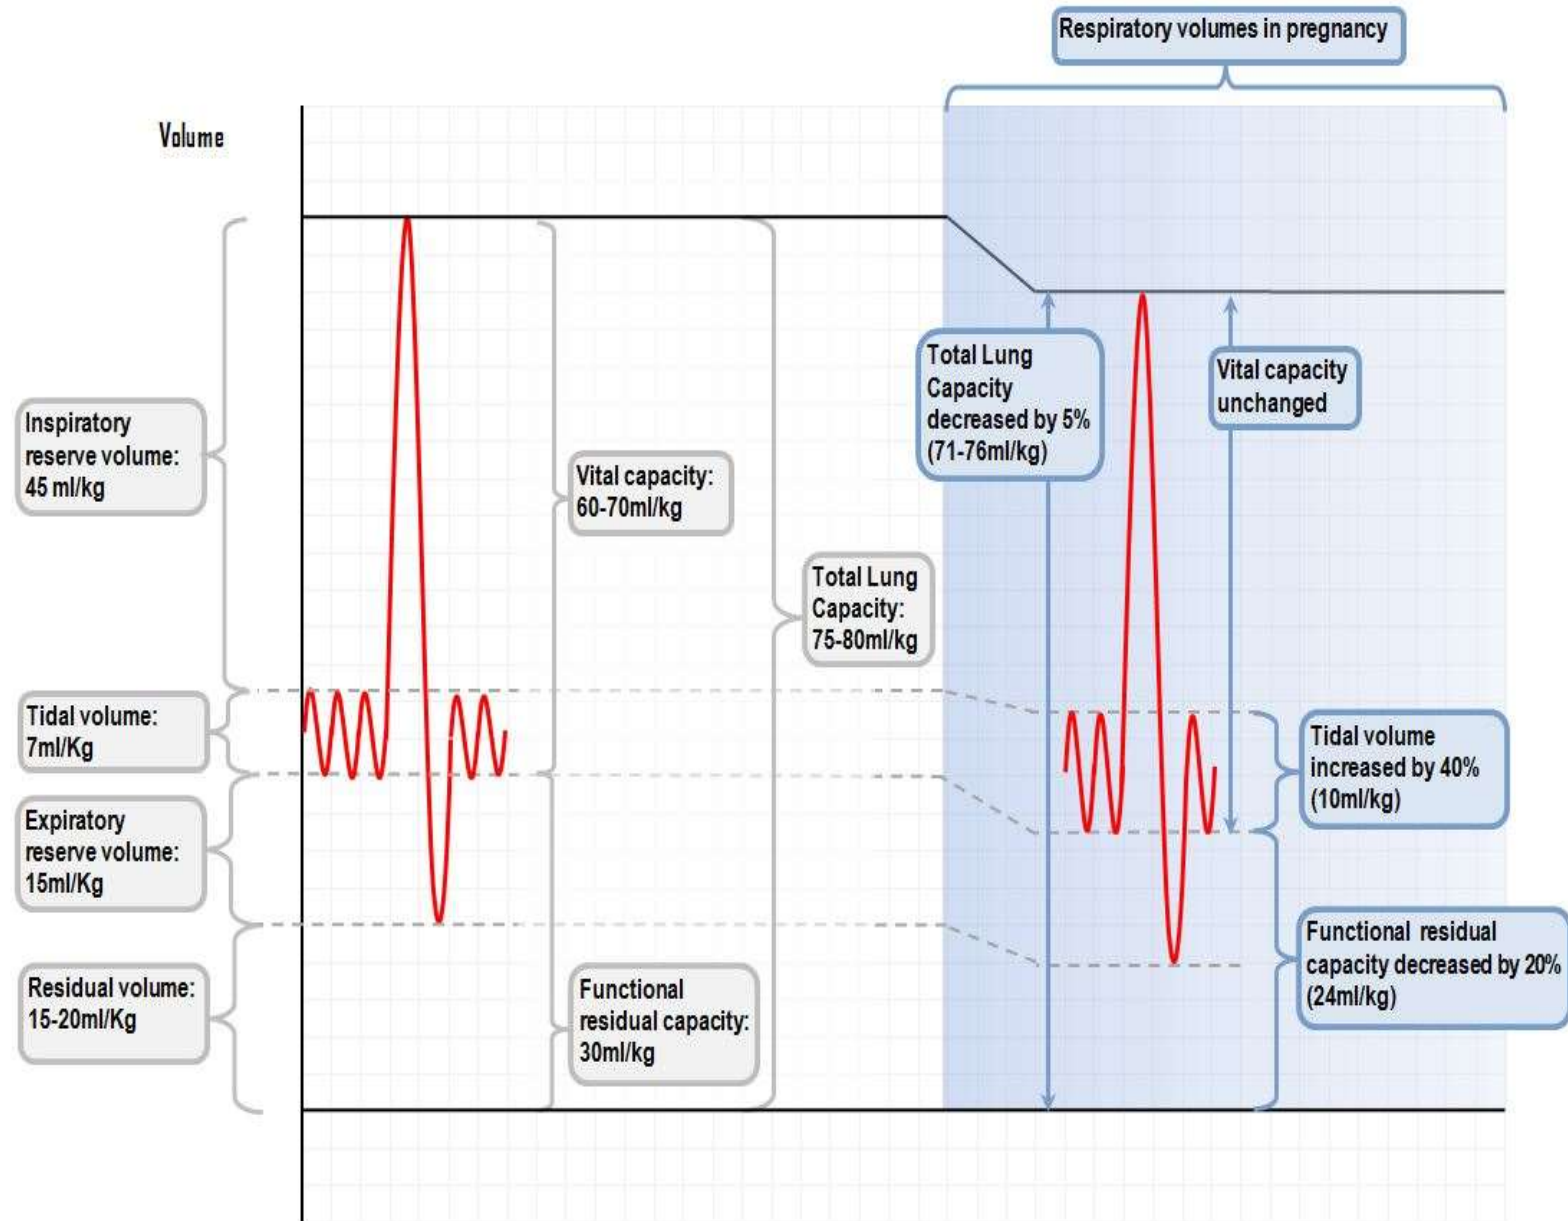 Respiratory volumes in pregnancy
Volume
Inspiratory
reserve volume:
45 ml/kg
Tidal volume:
7ml/Kg
Expiratory
reserve volume:
15ml/Kg
Residual volume:
15-20ml/Kg
Vital capacity:
60-70ml/kg
Functional
residual capacity:
30ml/kg
Total Lung
Capacity:
75-80ml/kg
Total Lung
Capacity
decreased by 5%
(71-76ml/kg)
Vital capacity
unchanged
Tidal volume
increased by 40%
(10ml/kg)
Functional residual
capacity decreased by 20%
(24ml/kg)